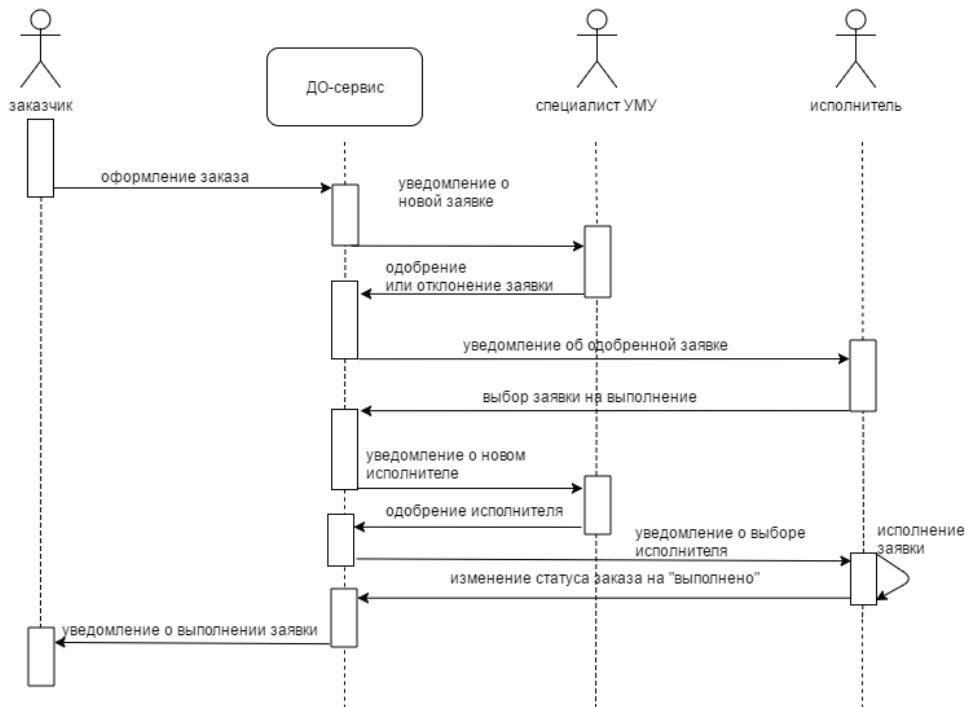 заказчик
ДО-сервис
специалист УМУ
исполнитель
оформление заказа
уведомление о
новой заявке
одобрение
или отклонение заявки
уведомление об одобренной заявке
выбор заявки на выполнение
уведомление о новом
исполнителе
одобрение исполнителя
уведомление о выборе
исполнителя
исполнение
заявки
изменение статуса заказа на "выполнено"
уведомление о выполнении заявки